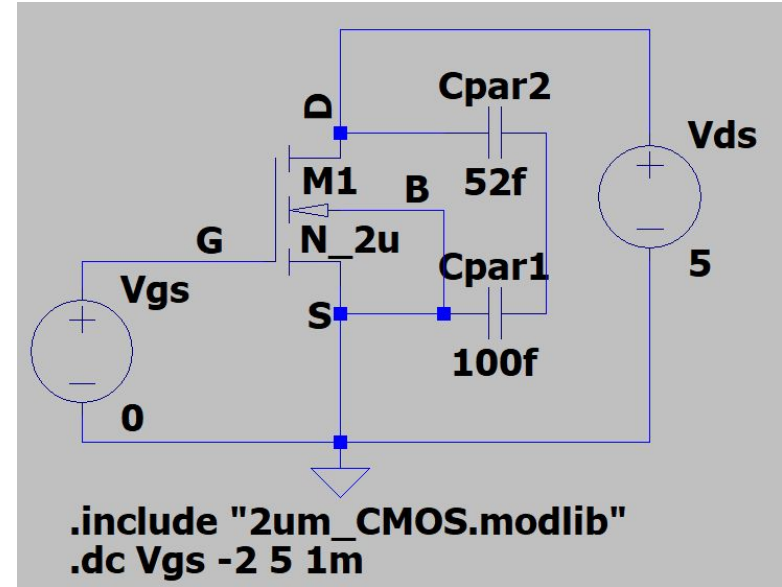 Cpar2
D
Vds
M1
52f
B
G
N_2u
Cpar1
5
Vgs
S
100f
0
.include "2um_CMOS.modlib"
.dc Vgs -2 5 1m